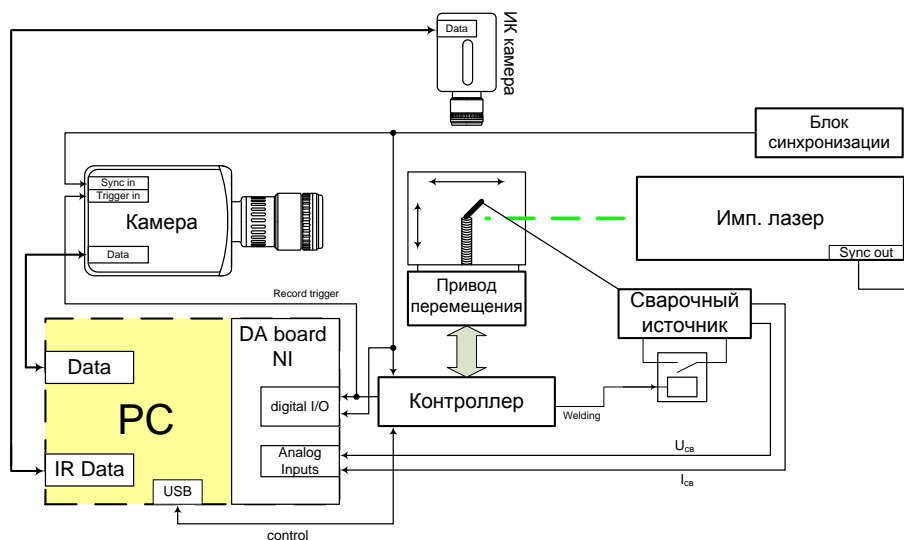 Data
ИК камера
Блок
синхронизации
Sync in
Trigger in
Камера
Data
Имп. лазер
Sync out
Привод
перемещения
Record trigger
Сварочный
источник
DA board
NI
Data
PC
digital I/O
Контроллер
Welding
Analog
Inputs
IR Data
USB
control
Uсв
Iсв